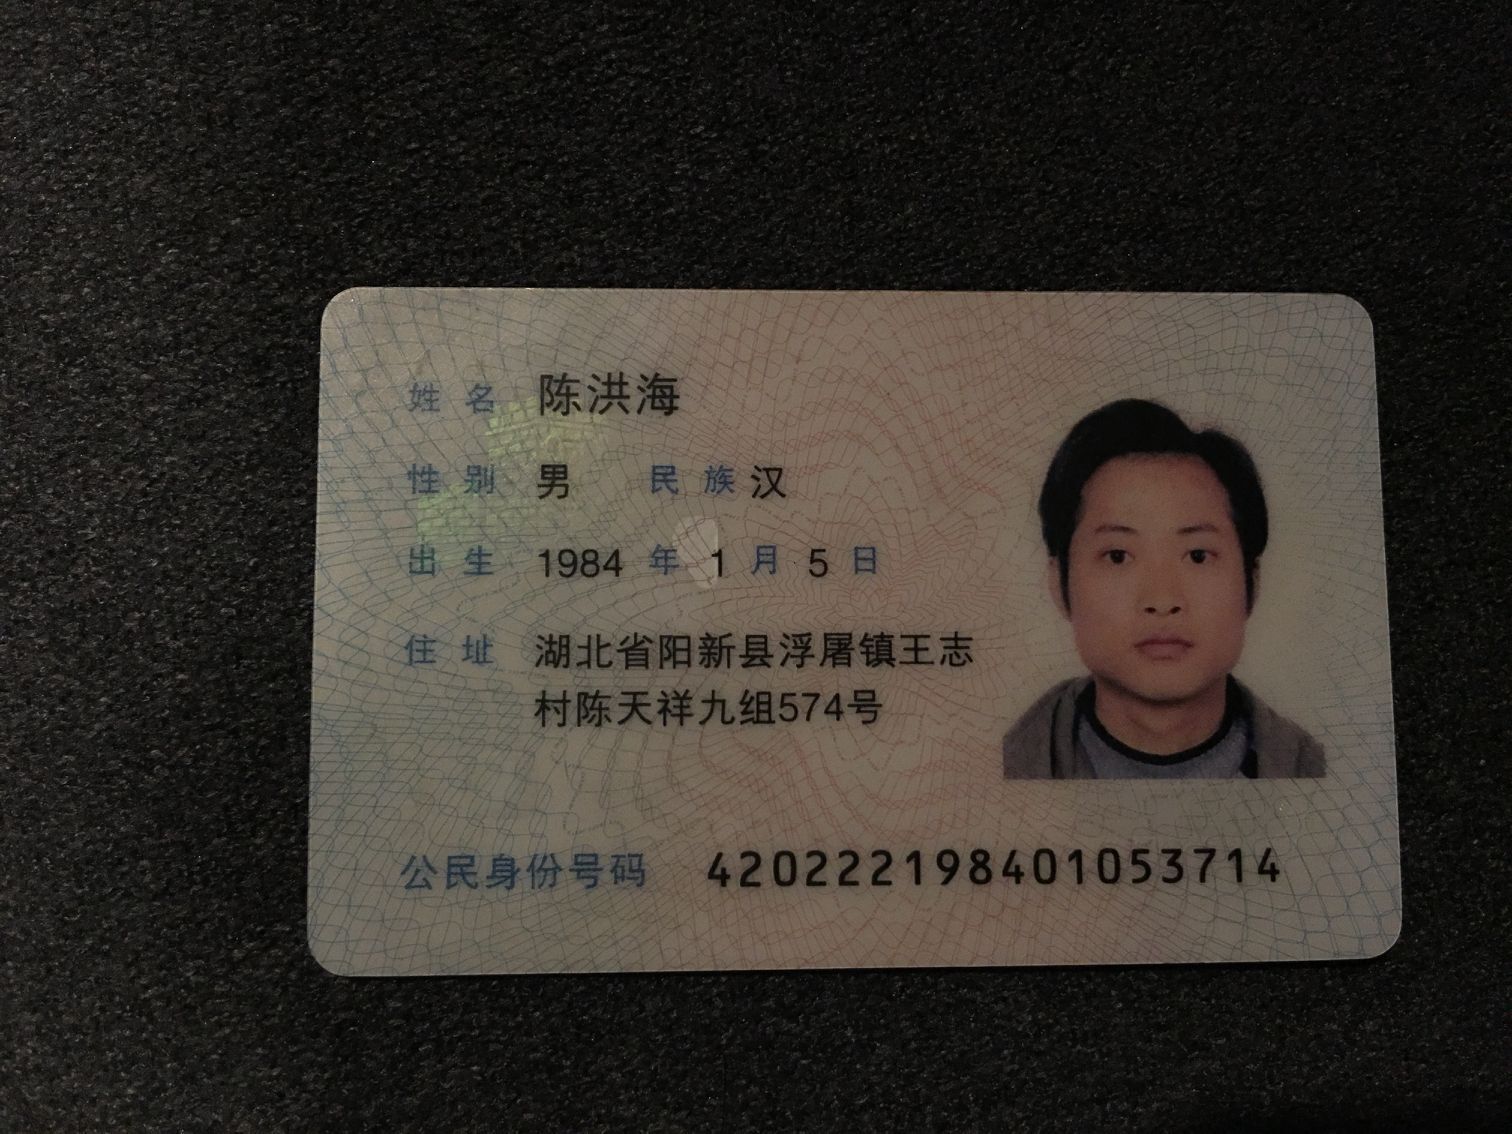 姓名 陈洪海
性别 男 民族 汉
出生 1984 年 1 月 5 日
住址 湖北省阳新县浮屠镇王志
村陈天祥九组574号
公民身份号码 420222198401053714